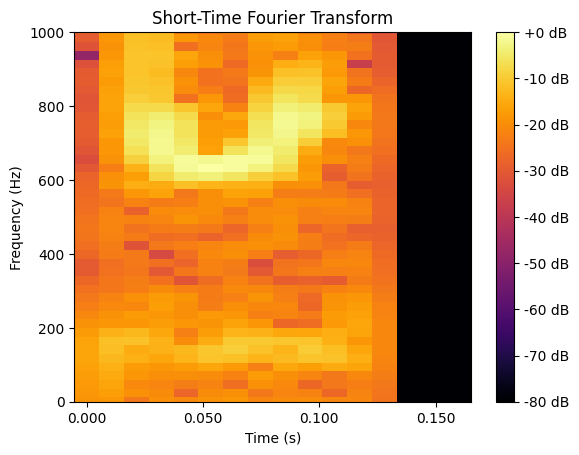 Short-Time Fourier Transform
1000
800
600
400
200
0
Frequency (Hz)
0.000
0.050
0.100
0.150
Time (s)
+0 dB
-10 dB
-20 dB
-30 dB
-40 dB
-50 dB
-60 dB
-70 dB
-80 dB